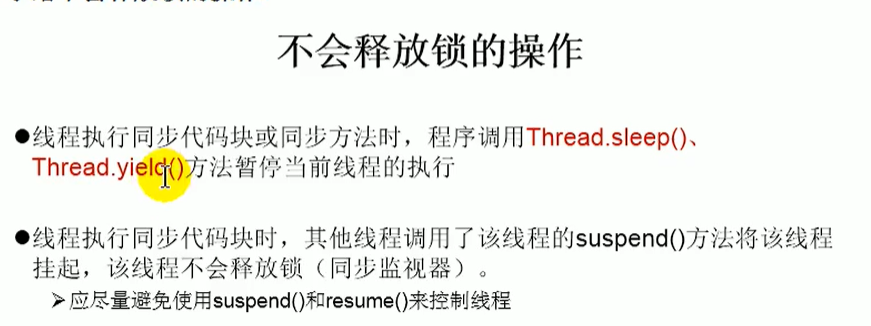 不会释放锁的操作
●线程执行同步代码块或同步方法时，程序调用Thread.sleep()、
Thread.yield()方法暂停当前线程的执行
●线程执行同步代码块时，其他线程调用了该线程的suspend()方法将该线程
挂起，该线程不会释放锁（同步监视器）。
➢应尽量避免使用suspend()和resume()来控制线程